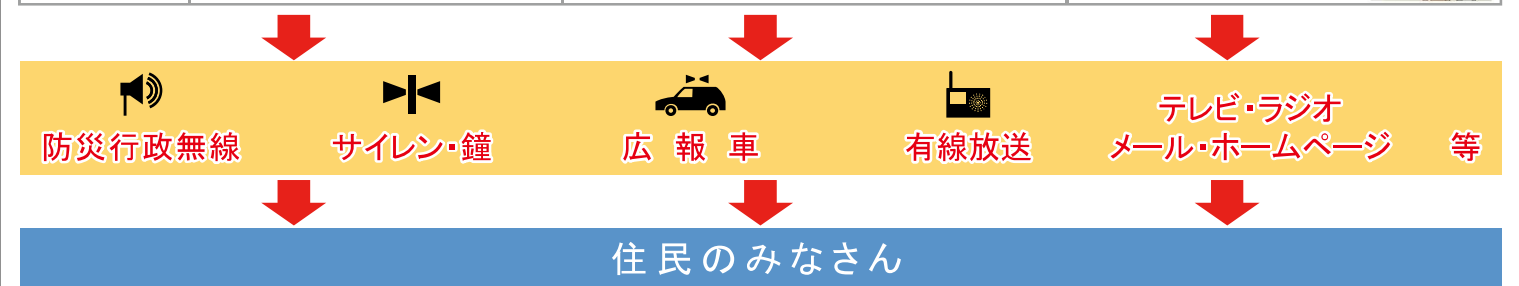 テレビ・ラジオ
防災行政無線 サイレン・鐘 広報車 有線放送 メール・ホームページ 等
住民のみなさん